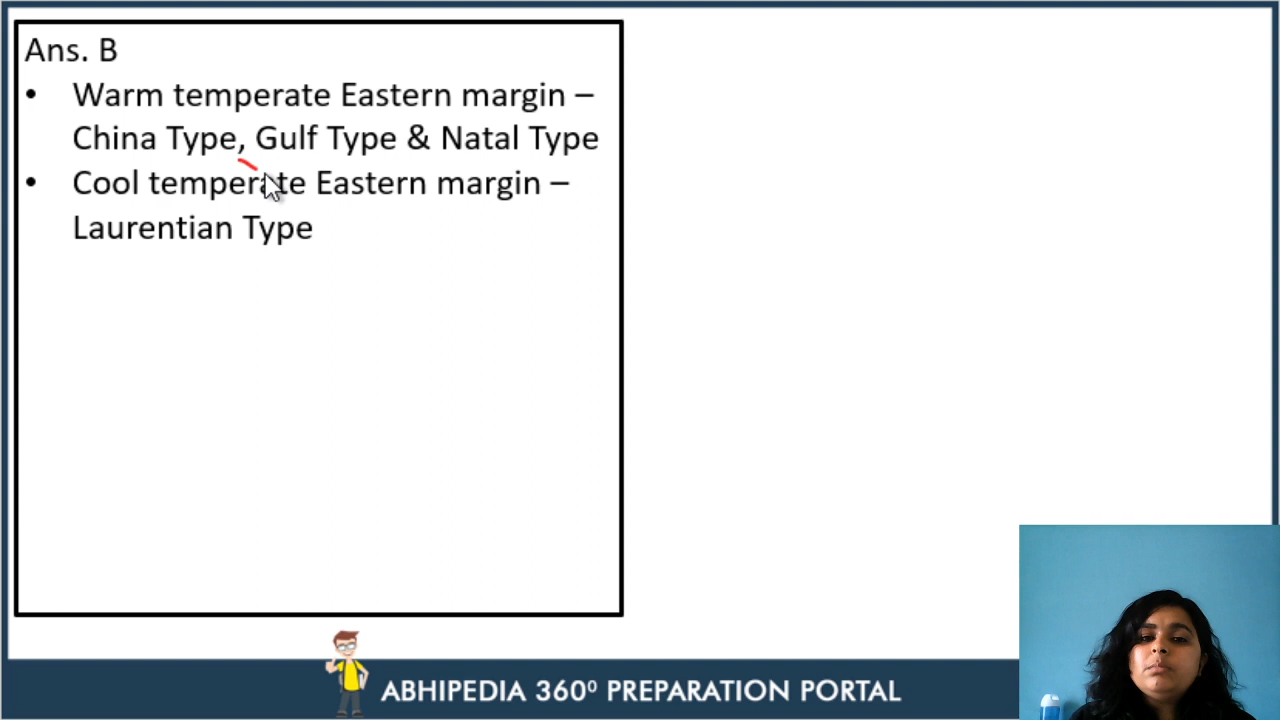 Ans. B
• Warm temperate Eastern margin –
China Type, Gulf Type & Natal Type
• Cool temperate Eastern margin –
Laurentian Type
ABHIPEDIA 360⁰ PREPARATION PORTAL